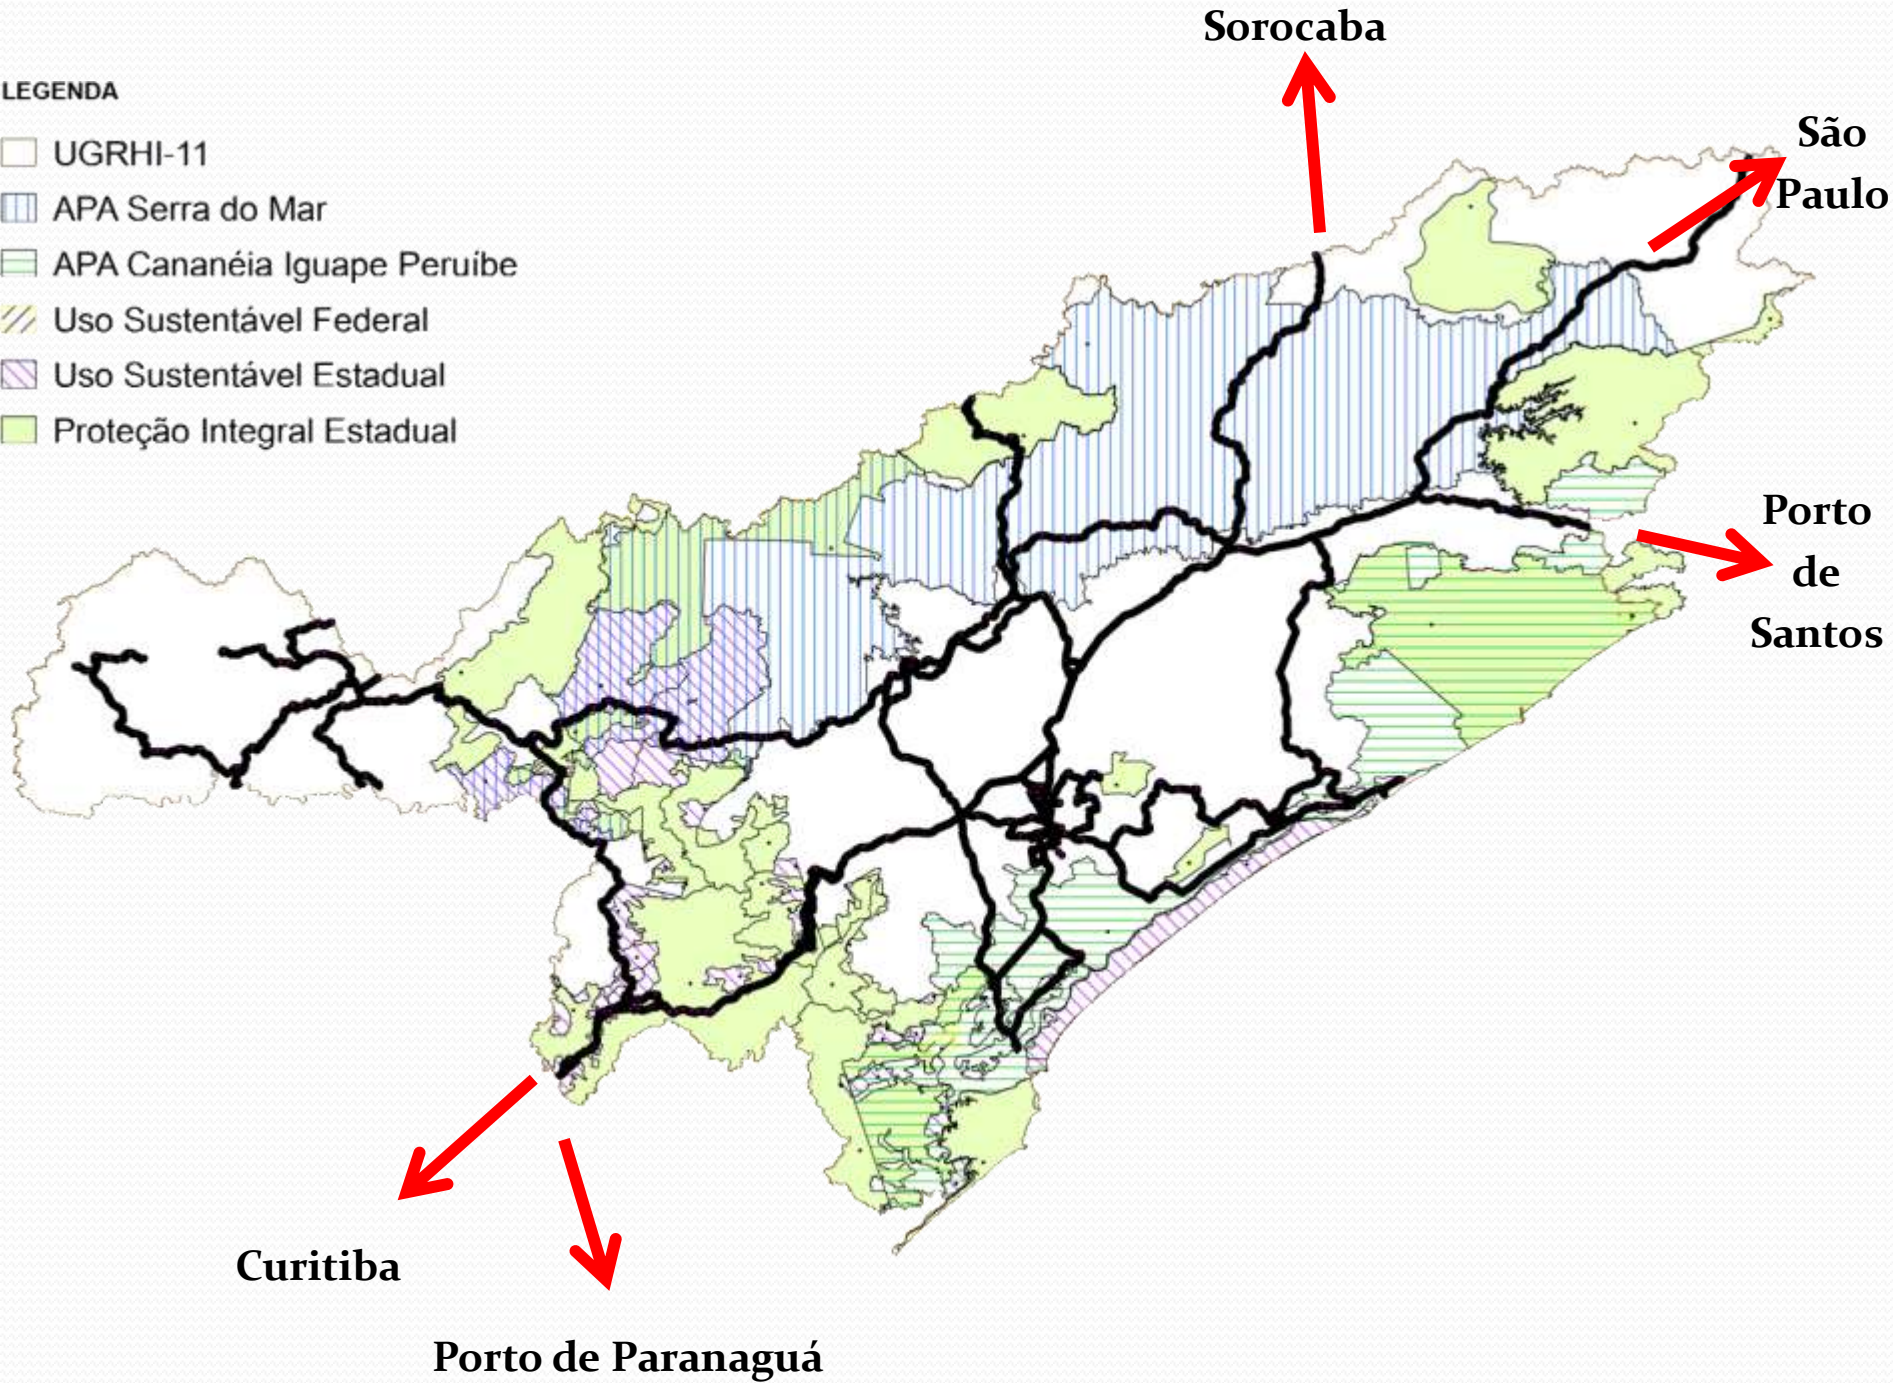 Sorocaba
LEGENDA
UGRHI-11
APA Serra do Mar
APA Cananéia Iguape Peruíbe
Uso Sustentável Federal
Uso Sustentável Estadual
Proteção Integral Estadual
São
Paulo
Porto
de
Santos
Curitiba
Porto de Paranaguá